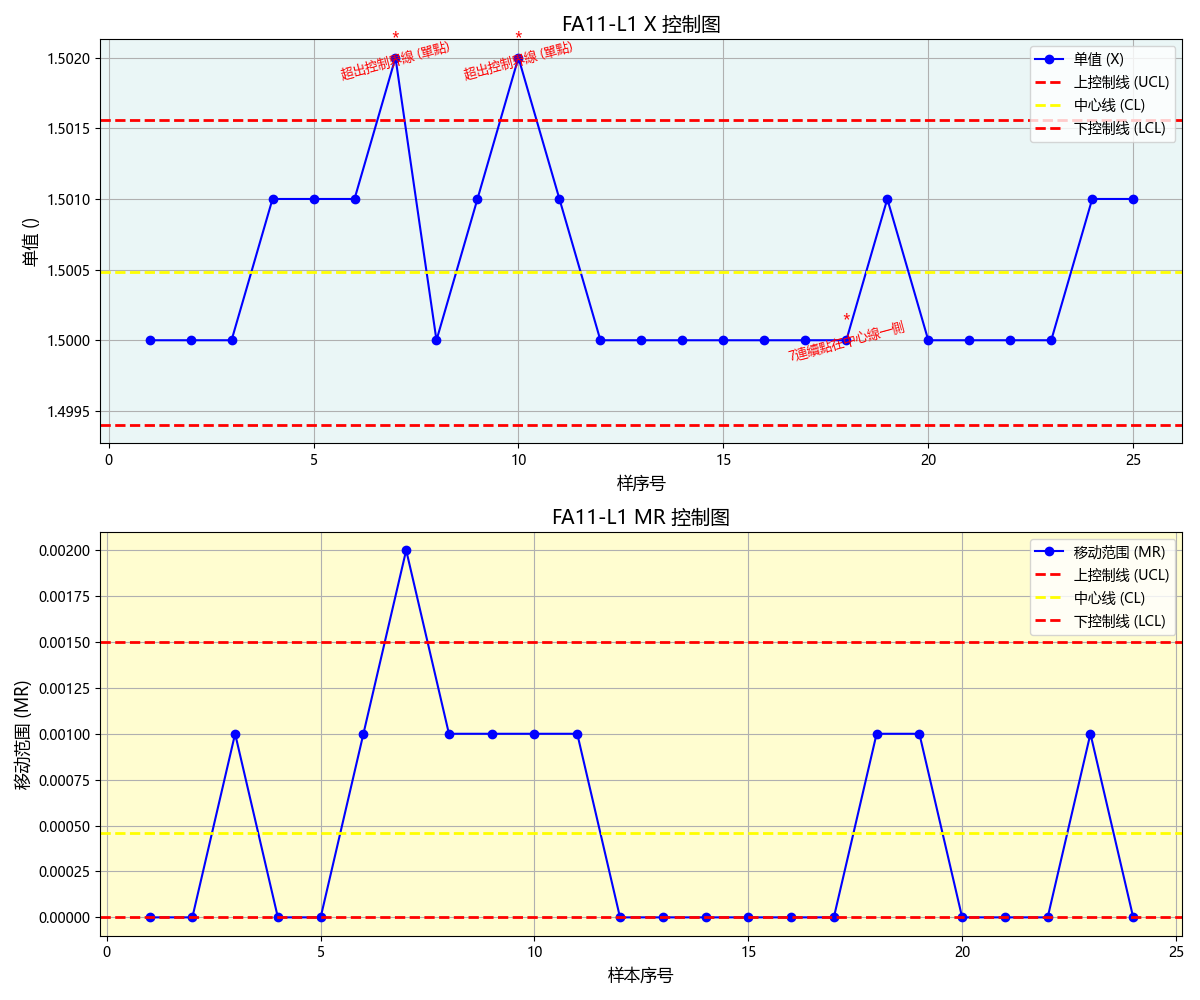 FA11-L1 X 控制图
单值 ()
1.5020
1.5015
1.5010
1.5005
1.5000
1.4995
*
超出控制界線 (單點)
*
超出控制界線 (單點)
*
7連續點在中心線一側
单值 (X)
上控制线 (UCL)
中心线 (CL)
下控制线 (LCL)
0 5 10 15 20 25
样序号
FA11-L1 MR 控制图
移动范围 (MR)
0.00200
0.00175
0.00150
0.00125
0.00100
0.00075
0.00050
0.00025
0.00000
移动范围 (MR)
上控制线 (UCL)
中心线 (CL)
下控制线 (LCL)
0 5 10 15 20 25
样本序号